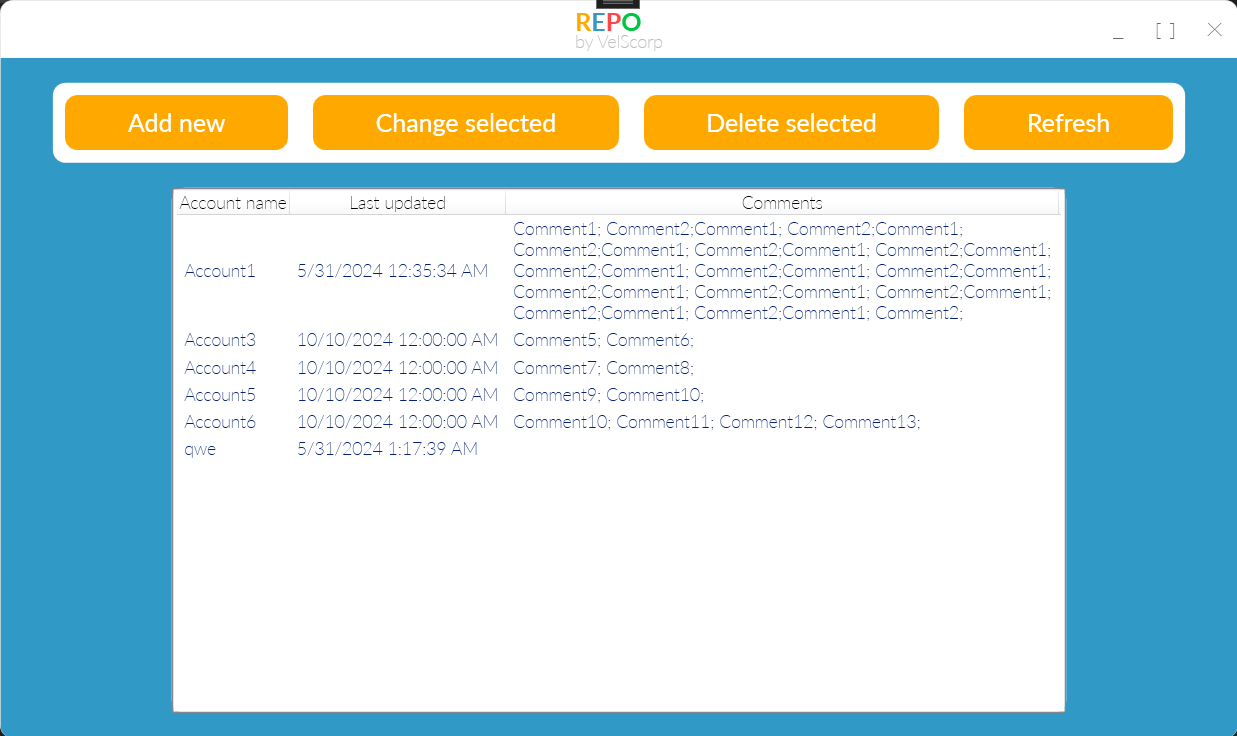 REPO
by VelScorp
_ [ ] ×
Add new Change selected Delete selected Refresh
Account name Last updated Comments
Comment1; Comment2;Comment1; Comment2;Comment1;
Comment2;Comment1; Comment2;Comment1; Comment2;Comment1;
Account1 5/31/2024 12:35:34 AM Comment2;Comment1; Comment2;Comment1; Comment2;Comment1;
Comment2;Comment1; Comment2;Comment1; Comment2;Comment1;
Comment2;Comment1; Comment2;Comment1; Comment2;
Account3 10/10/2024 12:00:00 AM Comment5; Comment6;
Account4 10/10/2024 12:00:00 AM Comment7; Comment8;
Account5 10/10/2024 12:00:00 AM Comment9; Comment10;
Account6 10/10/2024 12:00:00 AM Comment10; Comment11; Comment12; Comment13;
qwe 5/31/2024 1:17:39 AM